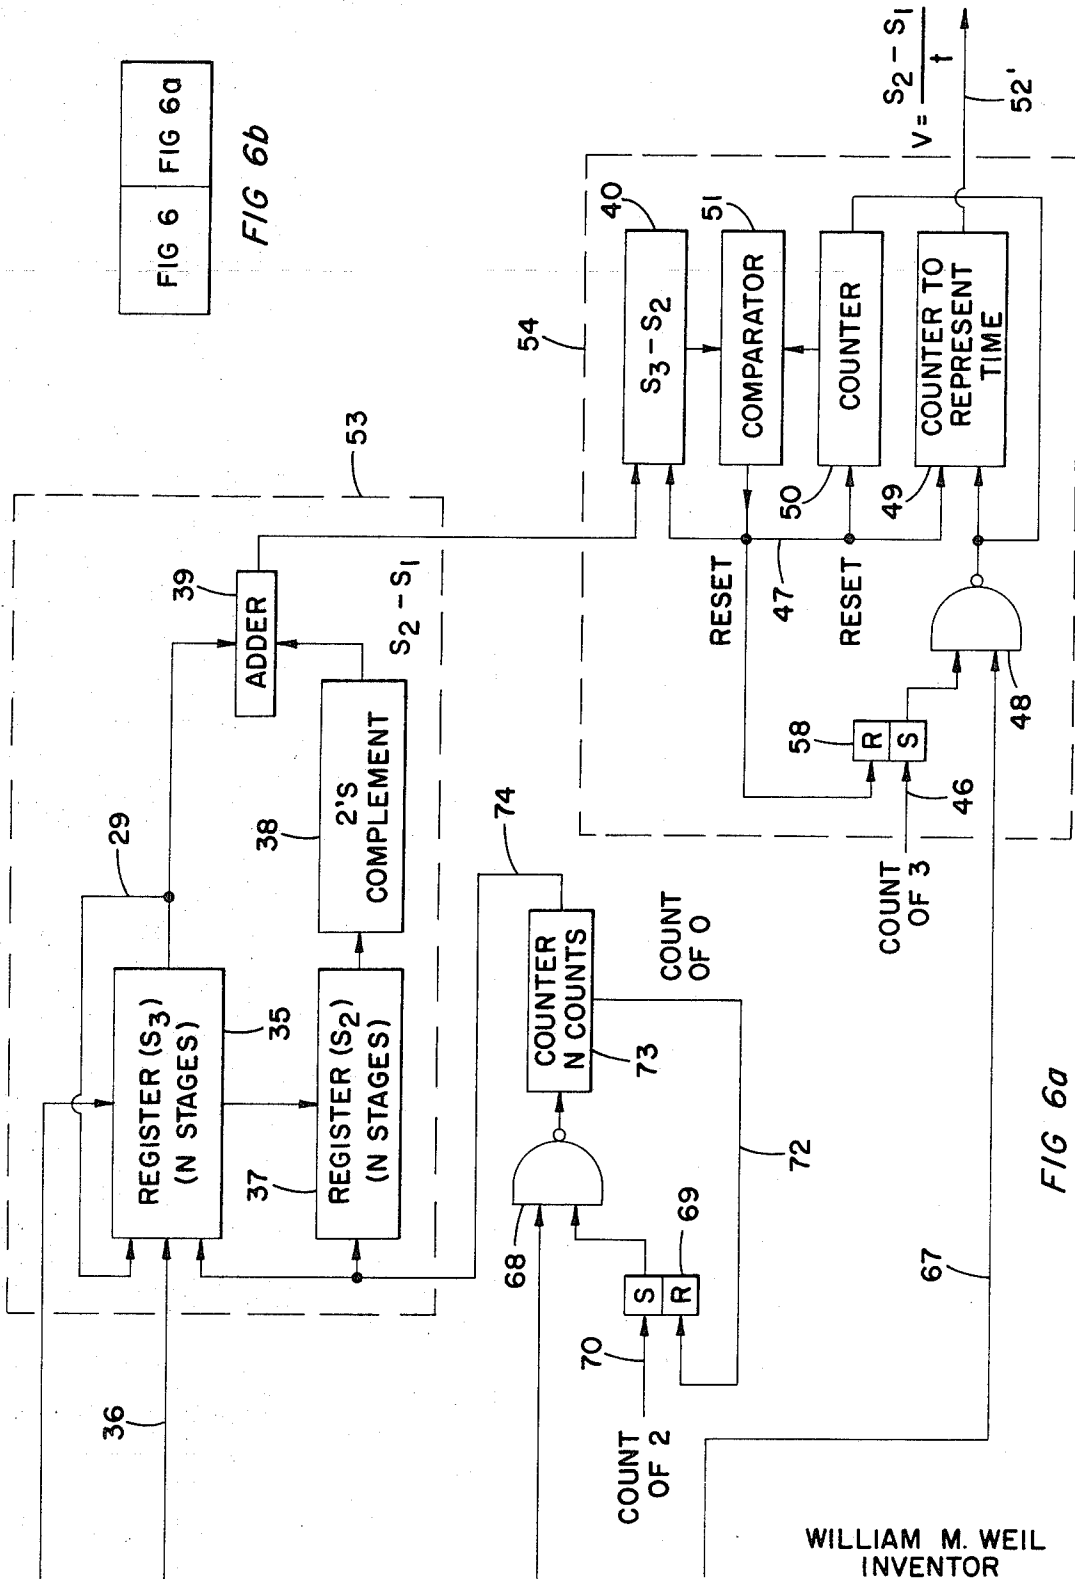 FIG 6
FIG 6a
FIG 6b
53
29
39
ADDER
S₂ – S₁
REGISTER (S₃)
(N STAGES)
35
38
2'S
COMPLEMENT
37
REGISTER (S₂)
(N STAGES)
36
74
COUNTER
N COUNTS
73
COUNT
OF 0
68
69
S
R
70
COUNT
OF 2
72
67
54
40
S₃ – S₂
51
COMPARATOR
50
COUNTER
49
COUNTER TO
REPRESENT
TIME
RESET
47
RESET
58
R
S
46
COUNT
OF 3
48
V = S₂ – S₁
t
52'
FIG 6a
WILLIAM M. WEIL
INVENTOR